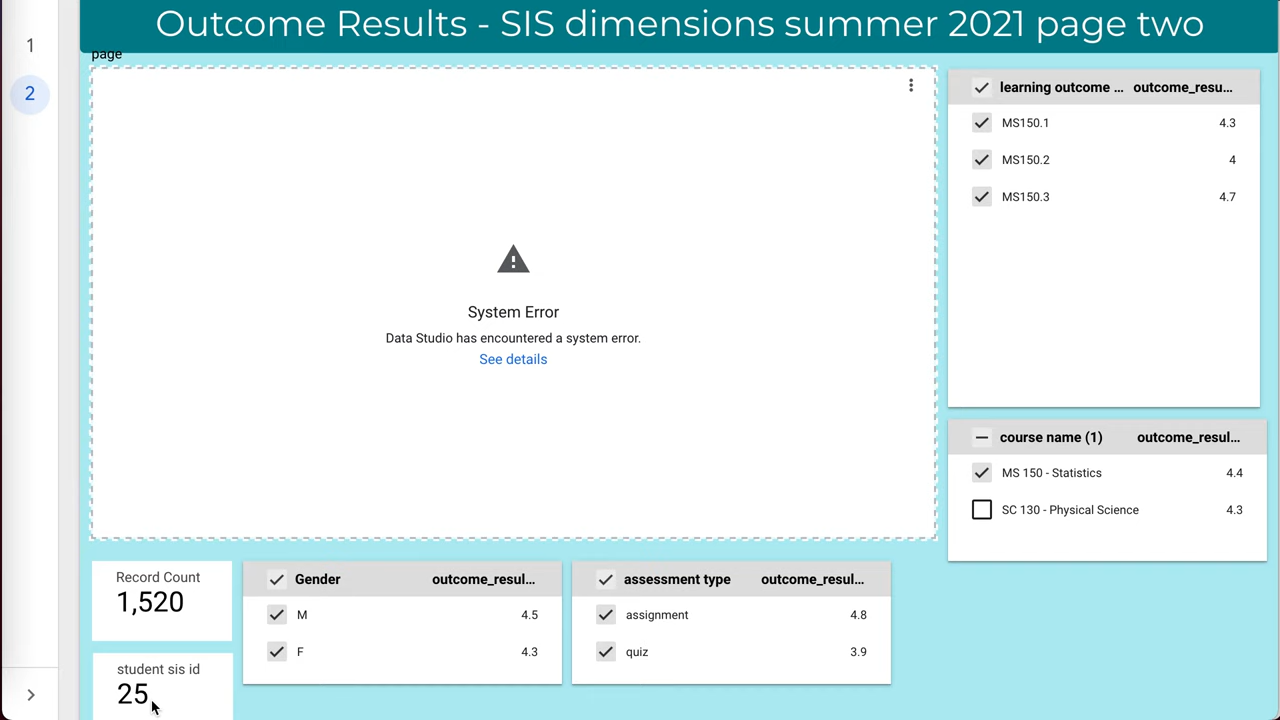 Outcome Results - SIS dimensions summer 2021 page two
1
2
page
System Error
Data Studio has encountered a system error.
See details
learning outcome ... outcome_resu...
MS150.1 4.3
MS150.2 4
MS150.3 4.7
course name (1) outcome_resul...
MS 150 - Statistics 4.4
SC 130 - Physical Science 4.3
Record Count
1,520
student sis id
25
Gender outcome_resul...
M 4.5
F 4.3
assessment type outcome_resul...
assignment 4.8
quiz 3.9